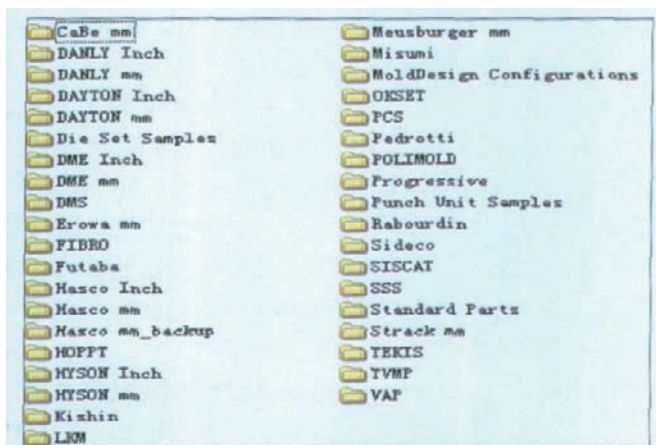 CaBe mm
DANLY Inch
DANLY mm
DAYTON Inch
DAYTON mm
Die Set Samples
DME Inch
DME mm
DMS
Erowa mm
FIBRO
Futaba
Hasco Inch
Hasco mm
Hasco mm_backup
HOPPT
HYSON Inch
HYSON mm
Kishin
LKM
Meusburger mm
Misumi
MoldDesign Configurations
OKSET
PCS
Pedrotti
POLIMOLD
Progressive
Punch Unit Samples
Rabourdin
Sideco
SISCAT
SSS
Standard Parts
Strack mm
TEKIS
TVMP
VAP